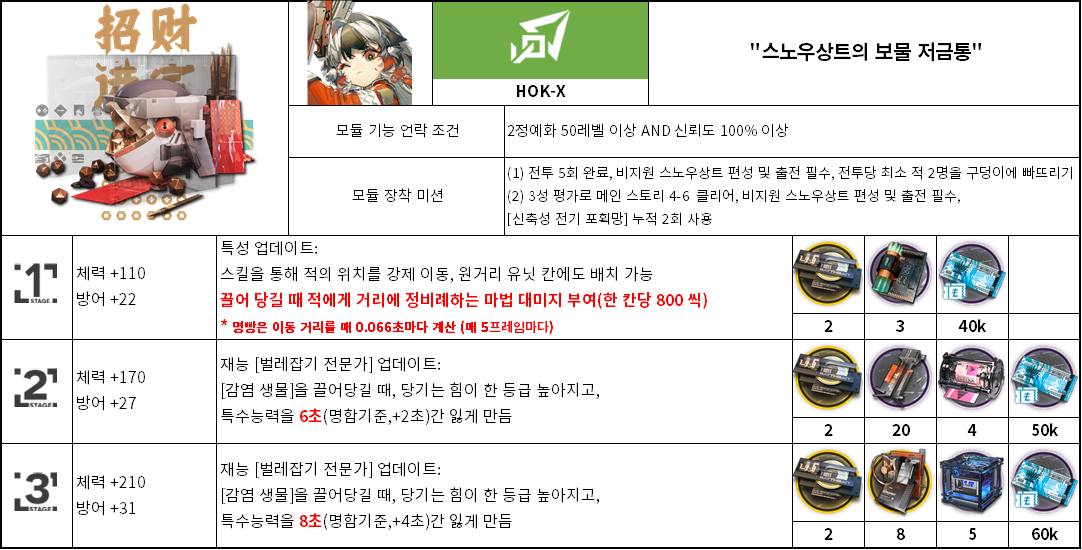 招财
进宝
HOK-X
"스노우상트의 보물 저금통"
모듈 기능 언락 조건
2정예화 50레벨 이상 AND 신뢰도 100% 이상
모듈 장착 미션
(1) 전투 5회 완료, 비지원 스노우상트 편성 및 출전 필수, 전투당 최소 적 2명을 구덩이에 빠뜨리기
(2) 3성 평가로 메인 스토리 4-6 클리어, 비지원 스노우상트 편성 및 출전 필수,
[신축성 전기 포획망] 누적 2회 사용
1
STAGE
체력 +110
방어 +22
특성 업데이트:
스킬을 통해 적의 위치를 강제 이동, 원거리 유닛 칸에도 배치 가능
끌어 당길 때 적에게 거리에 정비례하는 마법 대미지 부여(한 칸당 800 씩)
* 명빵은 이동 거리를 매 0.066초마다 계산 (매 5프레임마다)
2
3
40k
2
STAGE
체력 +170
방어 +27
재능 [벌레잡기 전문가] 업데이트:
[감염 생물]을 끌어당길 때, 당기는 힘이 한 등급 높아지고,
특수능력을 6초(명함기준,+2초)간 잃게 만듬
2
20
4
50k
3
STAGE
체력 +210
방어 +31
재능 [벌레잡기 전문가] 업데이트:
[감염 생물]을 끌어당길 때, 당기는 힘이 한 등급 높아지고,
특수능력을 8초(명함기준,+4초)간 잃게 만듬
2
8
5
60k